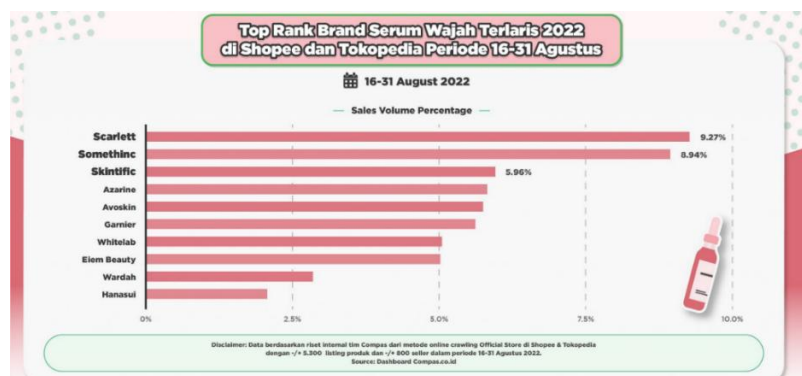 Top Rank Brand Serum Wajah Terlaris 2022
di Shopee dan Tokopedia Periode 16-31 Agustus
16-31 August 2022
Sales Volume Percentage
Scarlett 9.27%
Somethinc 8.94%
Skintific 5.96%
Azarine
Avoskin
Garnier
Whitelab
Elem Beauty
Wardah
Hanasui
0% 2.5% 5.0% 7.5% 10.0%
Disclaimer: Data berdasarkan riset internal tim Compas dari metode online crawling Official Store di Shopee & Tokopedia
dengan -/+ 5.300 listing produk dan -/+ 800 seller dalam periode 16-31 Agustus 2022.
Source: Dashboard Compas.co.id